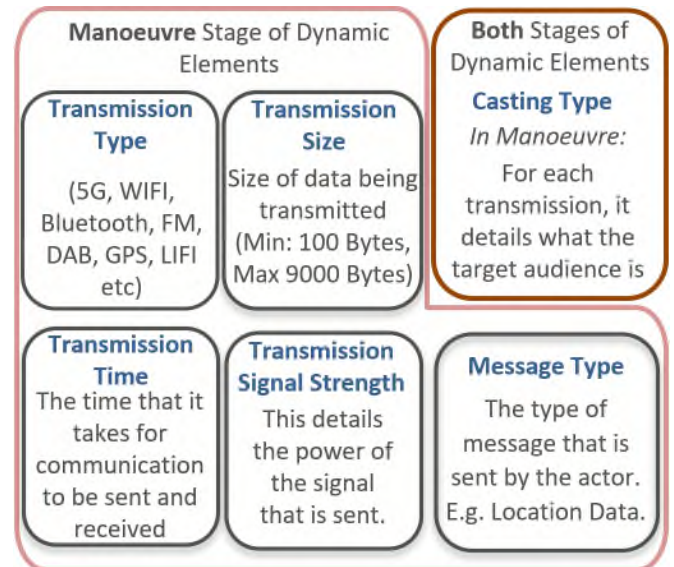 Manoeuvre Stage of Dynamic
Elements
Transmission
Type
(5G, WIFI,
Bluetooth, FM,
DAB, GPS, LIFI
etc)
Transmission
Size
Size of data being
transmitted
(Min: 100 Bytes,
Max 9000 Bytes)
Both Stages of
Dynamic Elements
Casting Type
In Manoeuvre:
For each
transmission, it
details what the
target audience is
Transmission
Time
The time that it
takes for
communication
to be sent and
received
Transmission
Signal Strength
This details
the power of
the signal
that is sent.
Message Type
The type of
message that is
sent by the actor.
E.g. Location Data.